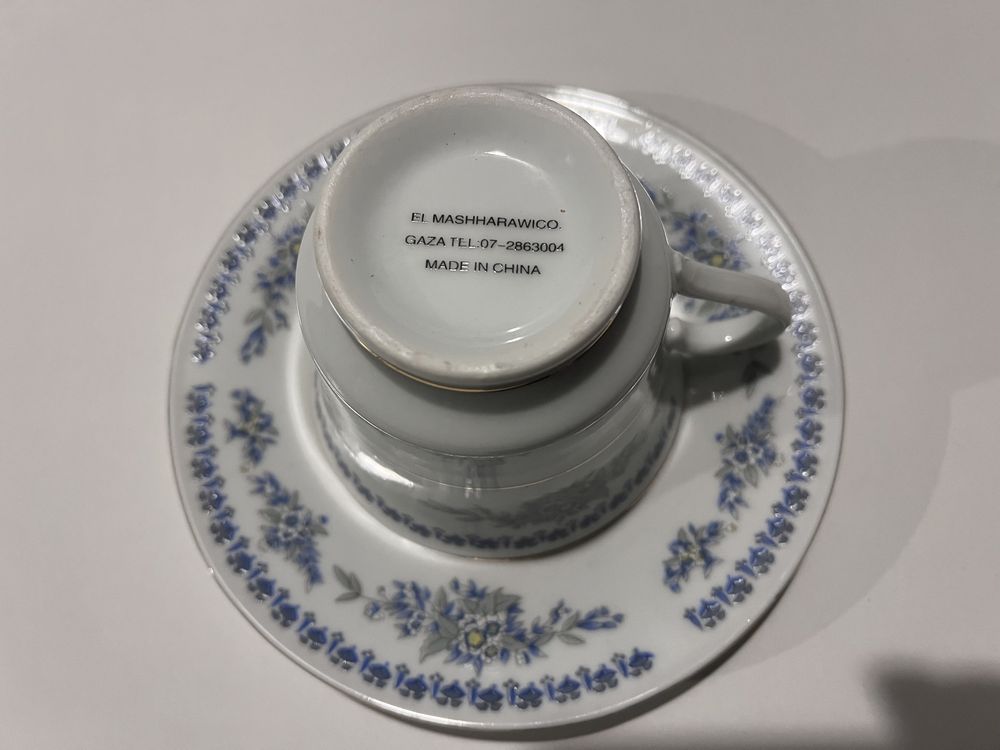 EL MASHHARAWICO.
GAZA TEL:07-2863004
MADE IN CHINA